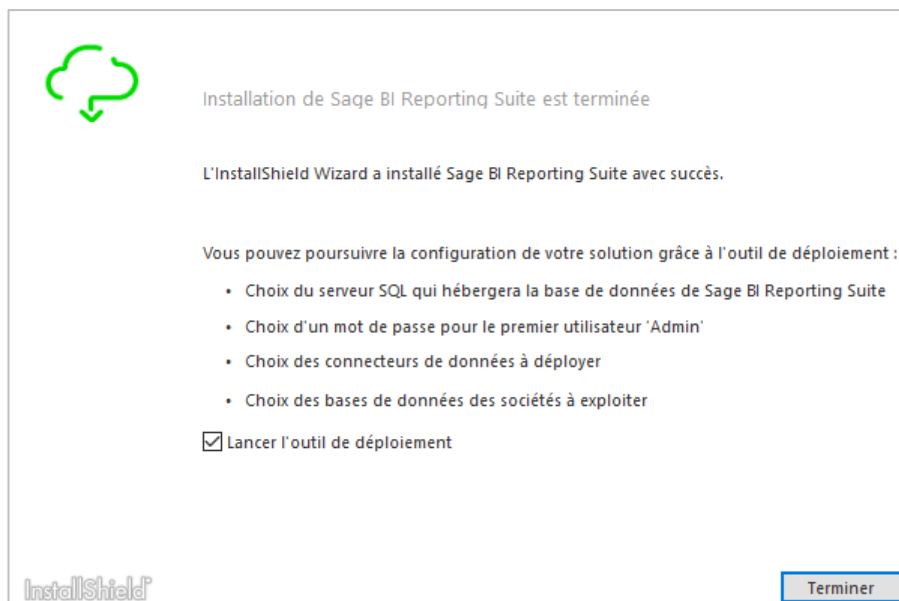 Installation de Sage BI Reporting Suite est terminée
L'InstallShield Wizard a installé Sage BI Reporting Suite avec succès.
Vous pouvez poursuivre la configuration de votre solution grâce à l'outil de déploiement :
• Choix du serveur SQL qui hébergera la base de données de Sage BI Reporting Suite
• Choix d'un mot de passe pour le premier utilisateur 'Admin'
• Choix des connecteurs de données à déployer
• Choix des bases de données des sociétés à exploiter
Lancer l'outil de déploiement
InstallShield
Terminer